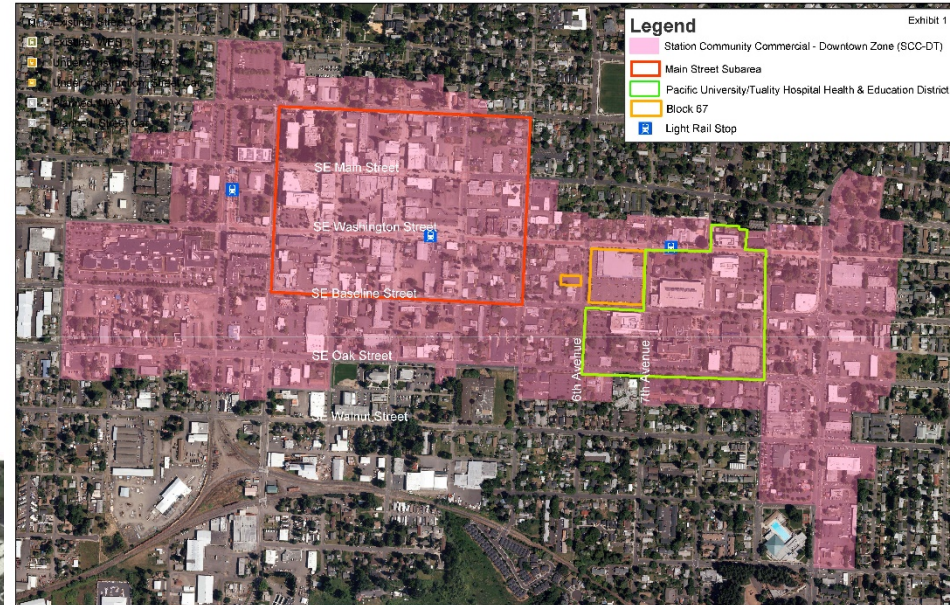 Exhibit 1
Legend
Station Community Commercial - Downtown Zone (SCC-DT)
Main Street Subarea
Pacific University/Tuality Hospital Health & Education District
Block 67
Light Rail Stop
SE Main Street
SE Washington Street
SE Baseline Street
SE Oak Street
6th Avenue
7th Avenue
SE Walnut Street